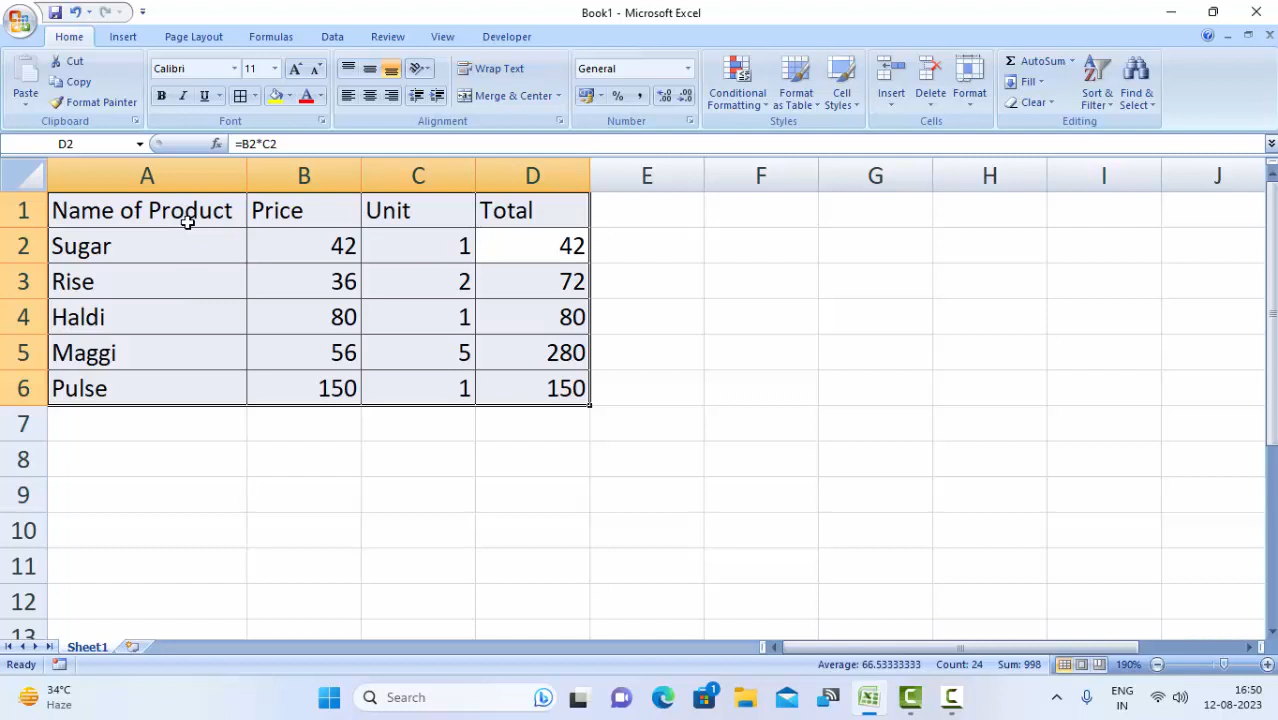 Book1 - Microsoft Excel
Home Insert Page Layout Formulas Data Review View Developer
Paste
Cut
Copy
Format Painter
Clipboard
Calibri 11
B I U
Font
Wrap Text
Merge & Center
Alignment
General
% ,
Number
Conditional Formatting
Format as Table
Cell Styles
Styles
Insert Delete Format
Cells
Σ AutoSum
Fill
Clear
Sort & Filter
Find & Select
Editing
D2 fx =B2*C2
A B C D E F G H I J
1 Name of Product Price Unit Total
2 Sugar 42 1 42
3 Rise 36 2 72
4 Haldi 80 1 80
5 Maggi 56 5 280
6 Pulse 150 1 150
7
8
9
10
11
12
13
Sheet1
Ready Average: 66.53333333 Count: 24 Sum: 998 190%
34°C
Haze
Search
1
ENG
IN
16:50
12-08-2023